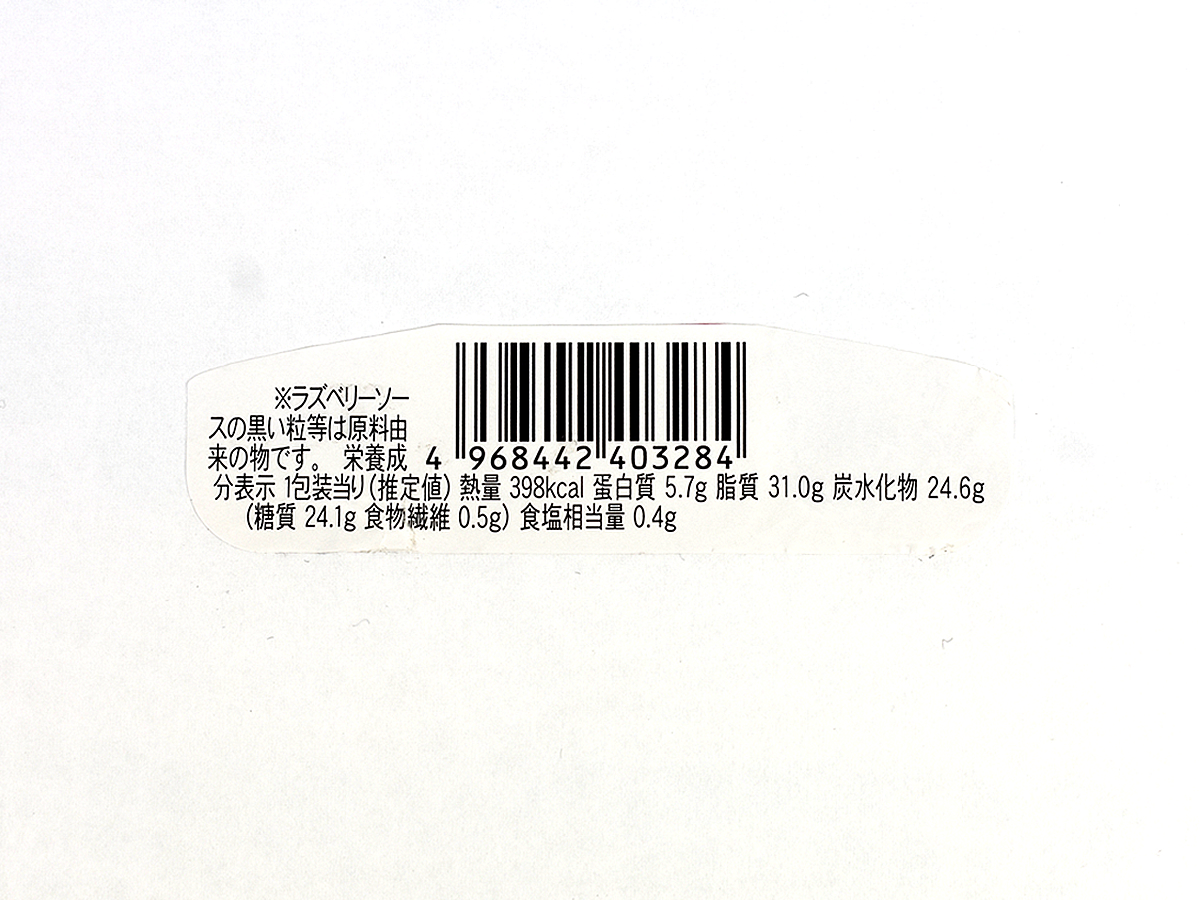 ※ラズベリーソー
スの黒い粒等は原料由
来の物です。 栄養成
4 968442 403284
分表示 1包装当り(推定値) 熱量 398kcal 蛋白質 5.7g 脂質 31.0g 炭水化物 24.6g
(糖質 24.1g 食物繊維 0.5g) 食塩相当量 0.4g